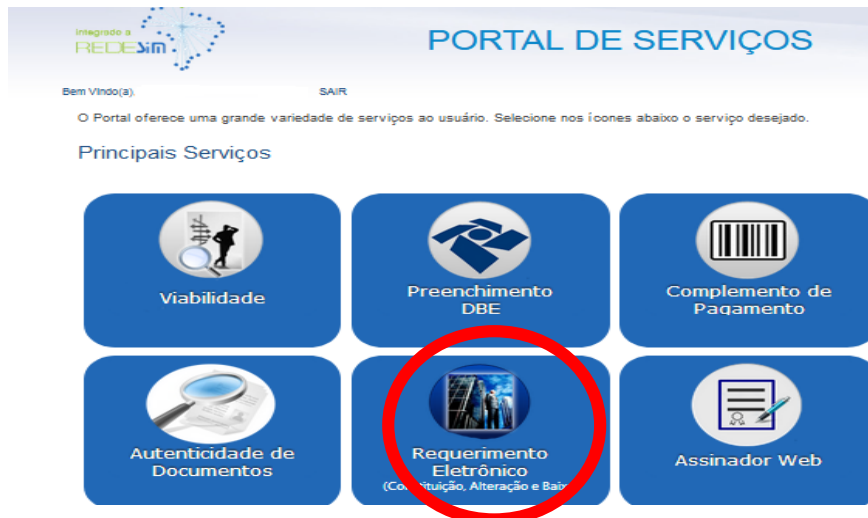 Integrado a
REDESiM
PORTAL DE SERVIÇOS
Bem Vindo(a).
SAIR
O Portal oferece uma grande variedade de serviços ao usuário. Selecione nos ícones abaixo o serviço desejado.
Principais Serviços
Viabilidade
Preenchimento
DBE
Complemento de
Pagamento
Autenticidade de
Documentos
Requerimento
Eletrônico
Alteração e
Assinador Web